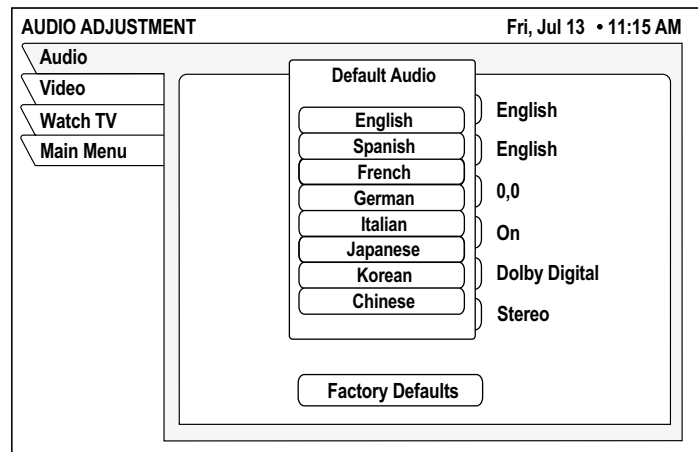 AUDIO ADJUSTMENT
Fri, Jul 13 • 11:15 AM
Audio
Video
Watch TV
Main Menu
Default Audio
English
Spanish
French
German
Italian
Japanese
Korean
Chinese
English
English
0,0
On
Dolby Digital
Stereo
Factory Defaults